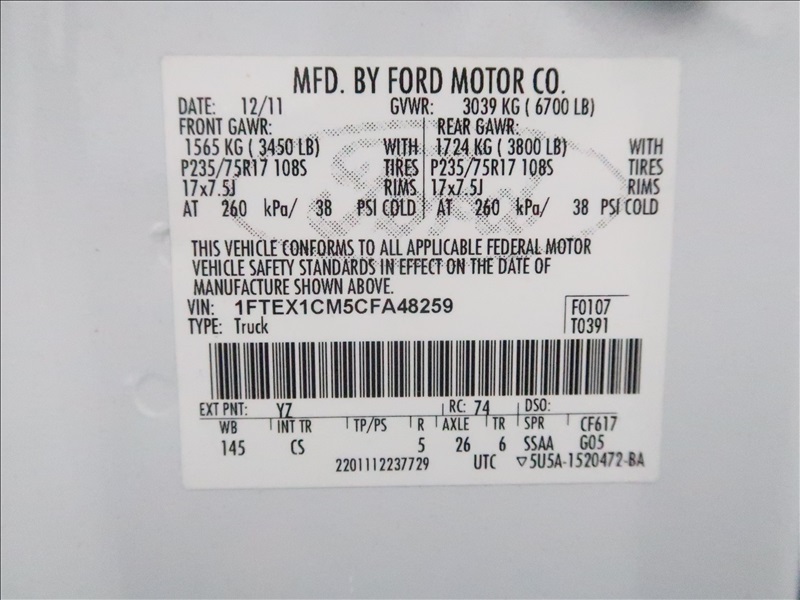 MFD. BY FORD MOTOR CO.
DATE: 12/11 GVWR: 3039 KG ( 6700 LB)
FRONT GAWR: REAR GAWR:
1565 KG ( 3450 LB) WITH 1724 KG ( 3800 LB) WITH
P235/75R17 108S TIRES P235/75R17 108S TIRES
17x7.5J RIMS 17x7.5J RIMS
AT 260 kPa/ 38 PSI COLD AT 260 kPa/ 38 PSI COLD
THIS VEHICLE CONFORMS TO ALL APPLICABLE FEDERAL MOTOR
VEHICLE SAFETY STANDARDS IN EFFECT ON THE DATE OF
MANUFACTURE SHOWN ABOVE.
VIN: 1FTEX1CM5CFA48259 F0107
TYPE: Truck T0391
EXT PNT: YZ RC: 74 DSO:
WB INT TR TP/PS R AXLE TR SPR CF617
145 CS 5 26 6 SSAA G05
2201112237729 UTC ▽5U5A-1520472-BA